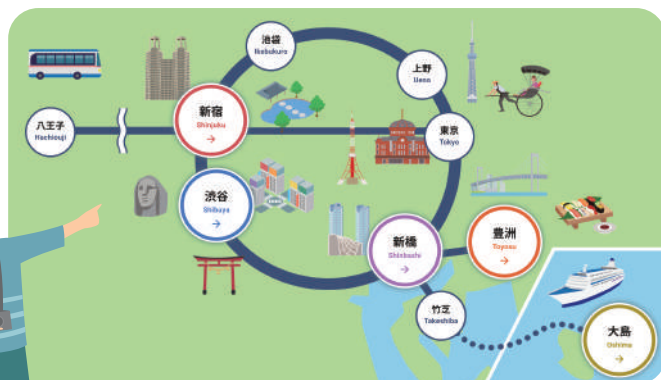 池袋
Ikebukuro
上野
Ueno
八王子
Hachiouji
新宿
Shinjuku
→
東京
Tokyo
渋谷
Shibuya
→
新橋
Shinbashi
→
豊洲
Toyosu
→
竹芝
Takeshiba
大島
Oshima
→